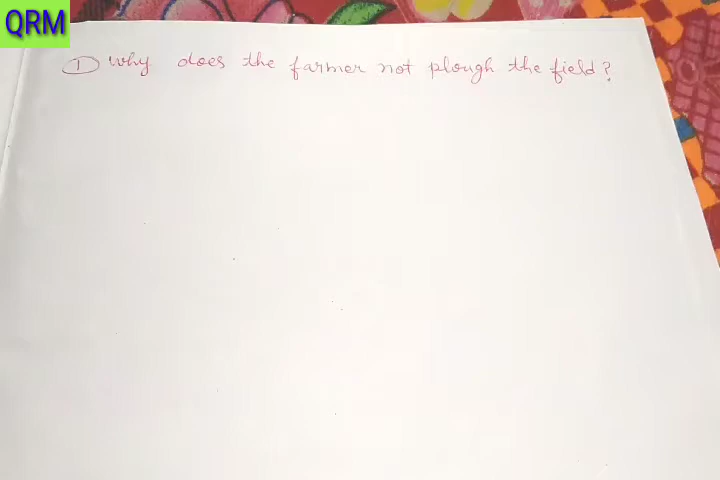 QRM
① why does the farmer not plough the field?